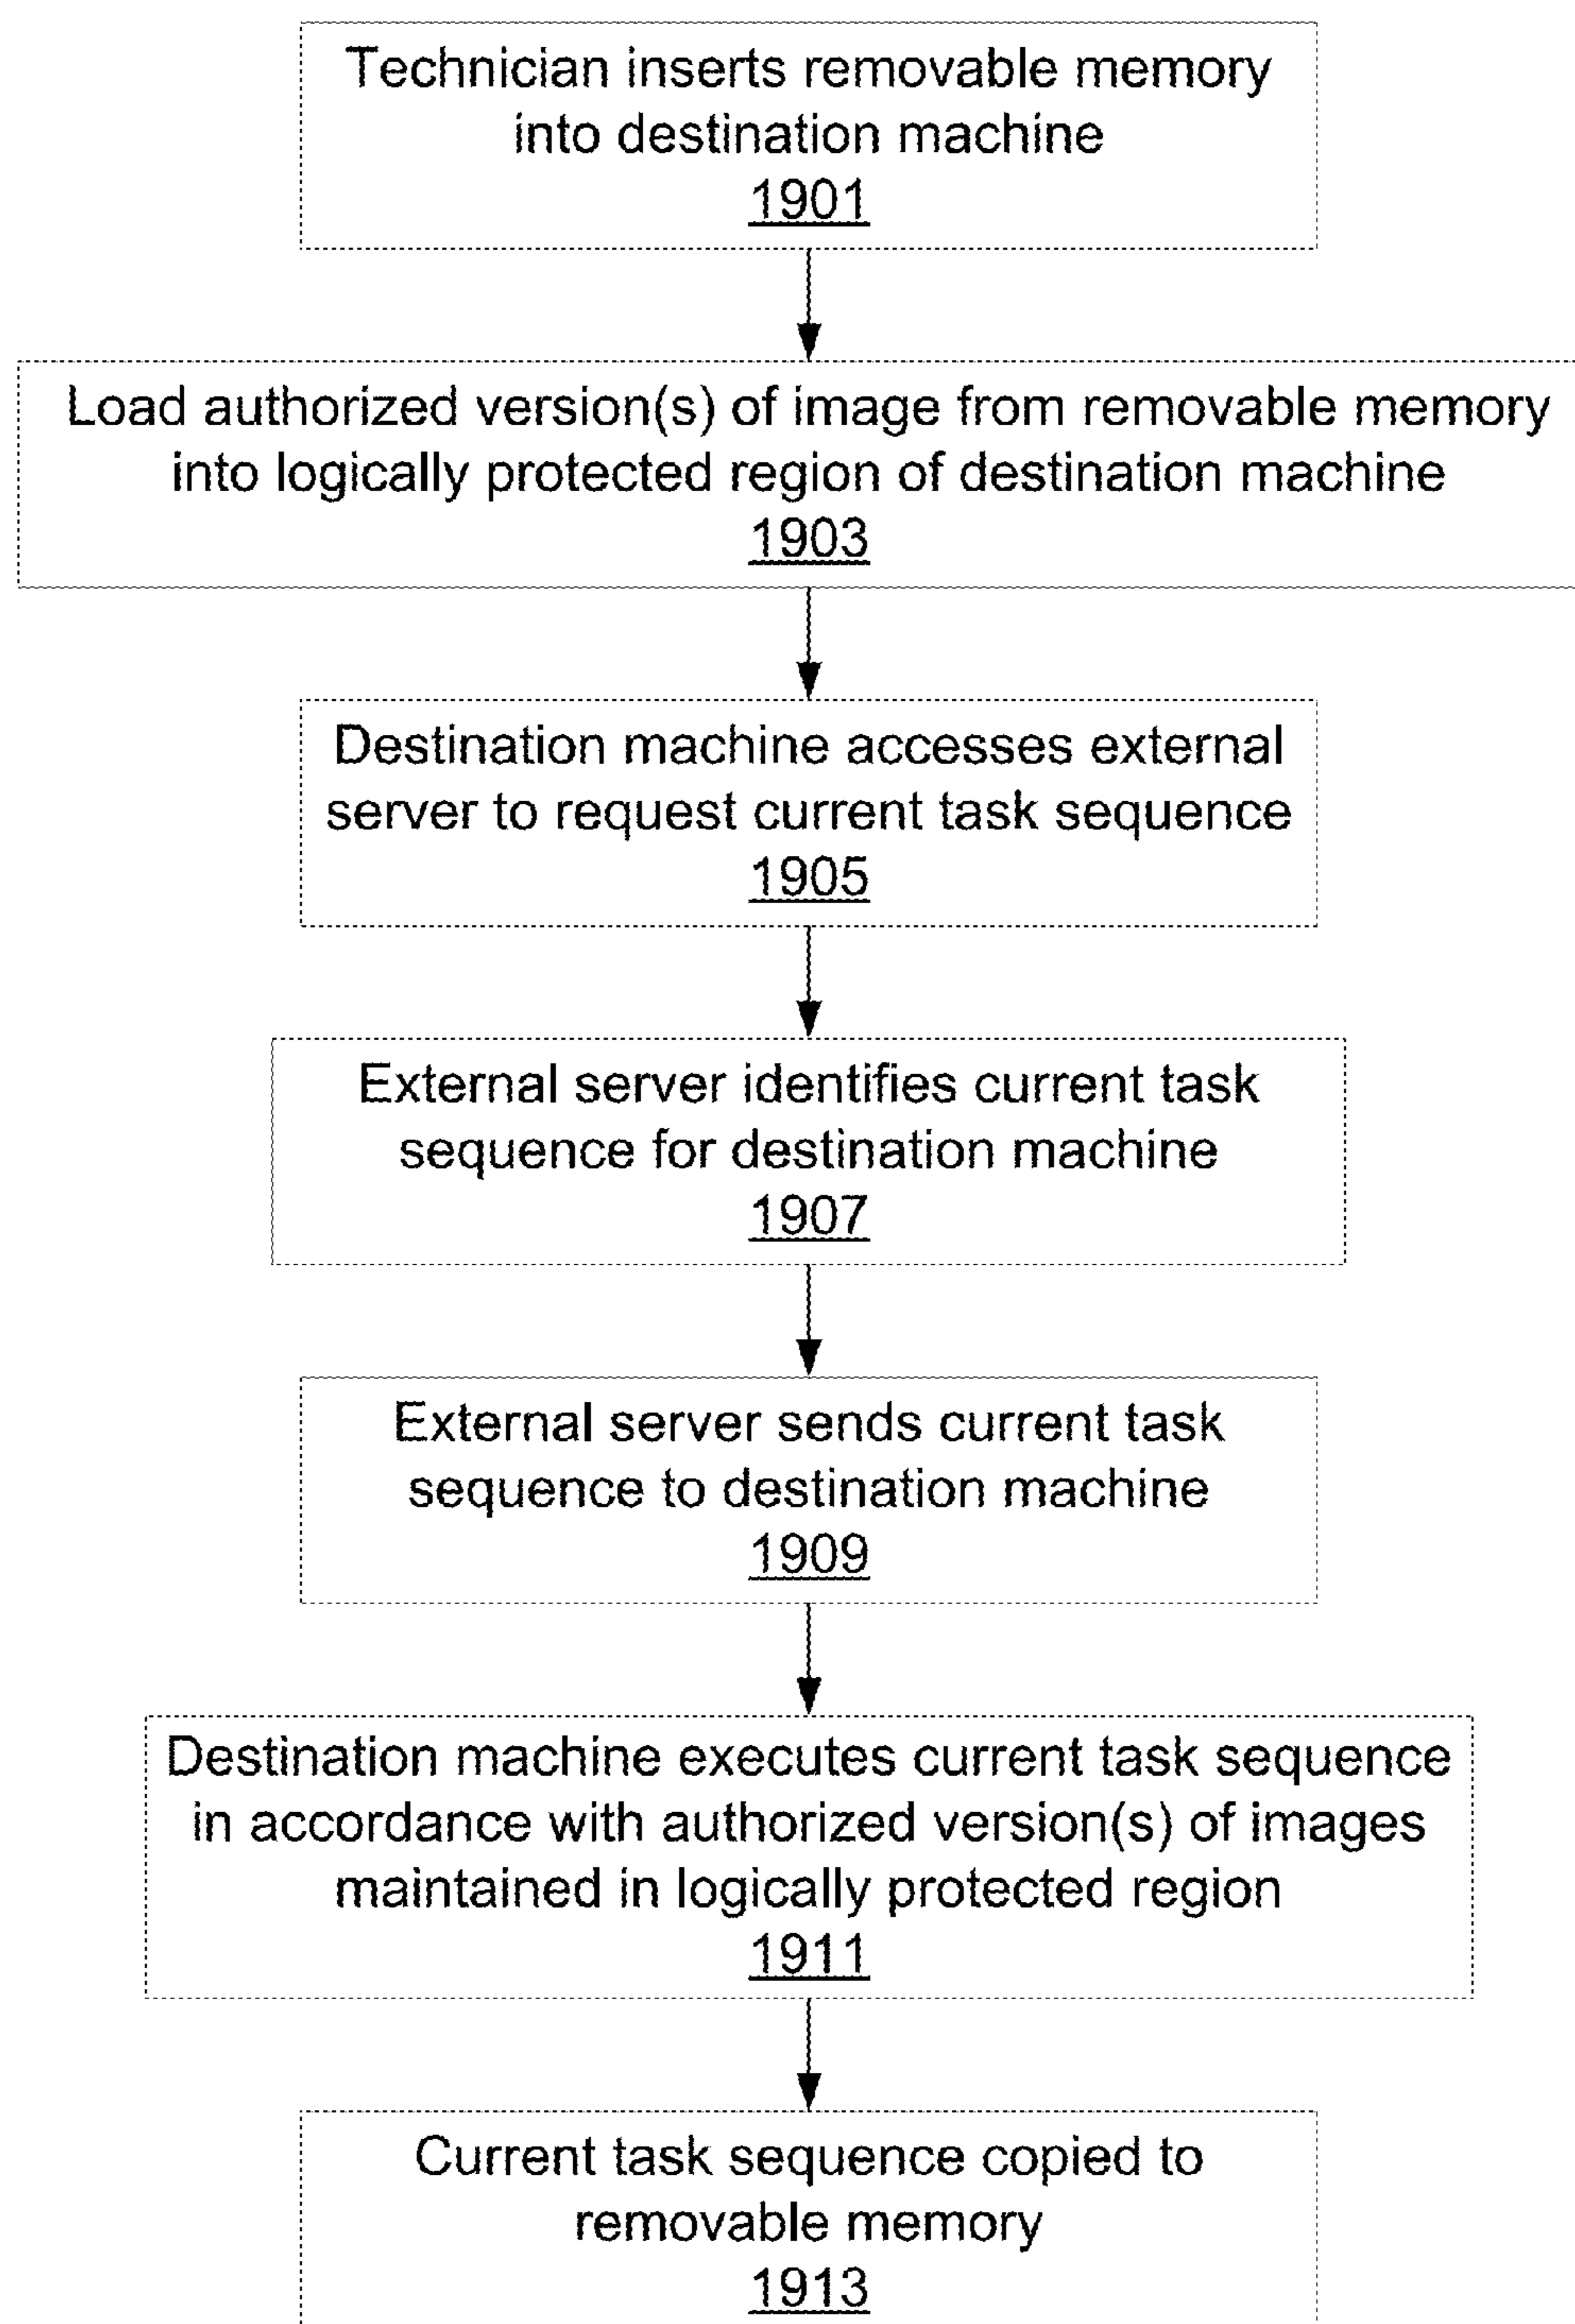 Technician inserts removable memory
into destination machine
1901
Load authorized version(s) of image from removable memory
into logically protected region of destination machine
1903
Destination machine accesses external
server to request current task sequence
1905
External server identifies current task
sequence for destination machine
1907
External server sends current task
sequence to destination machine
1909
Destination machine executes current task sequence
in accordance with authorized version(s) of images
maintained in logically protected region
1911
Current task sequence copied to
removable memory
1913